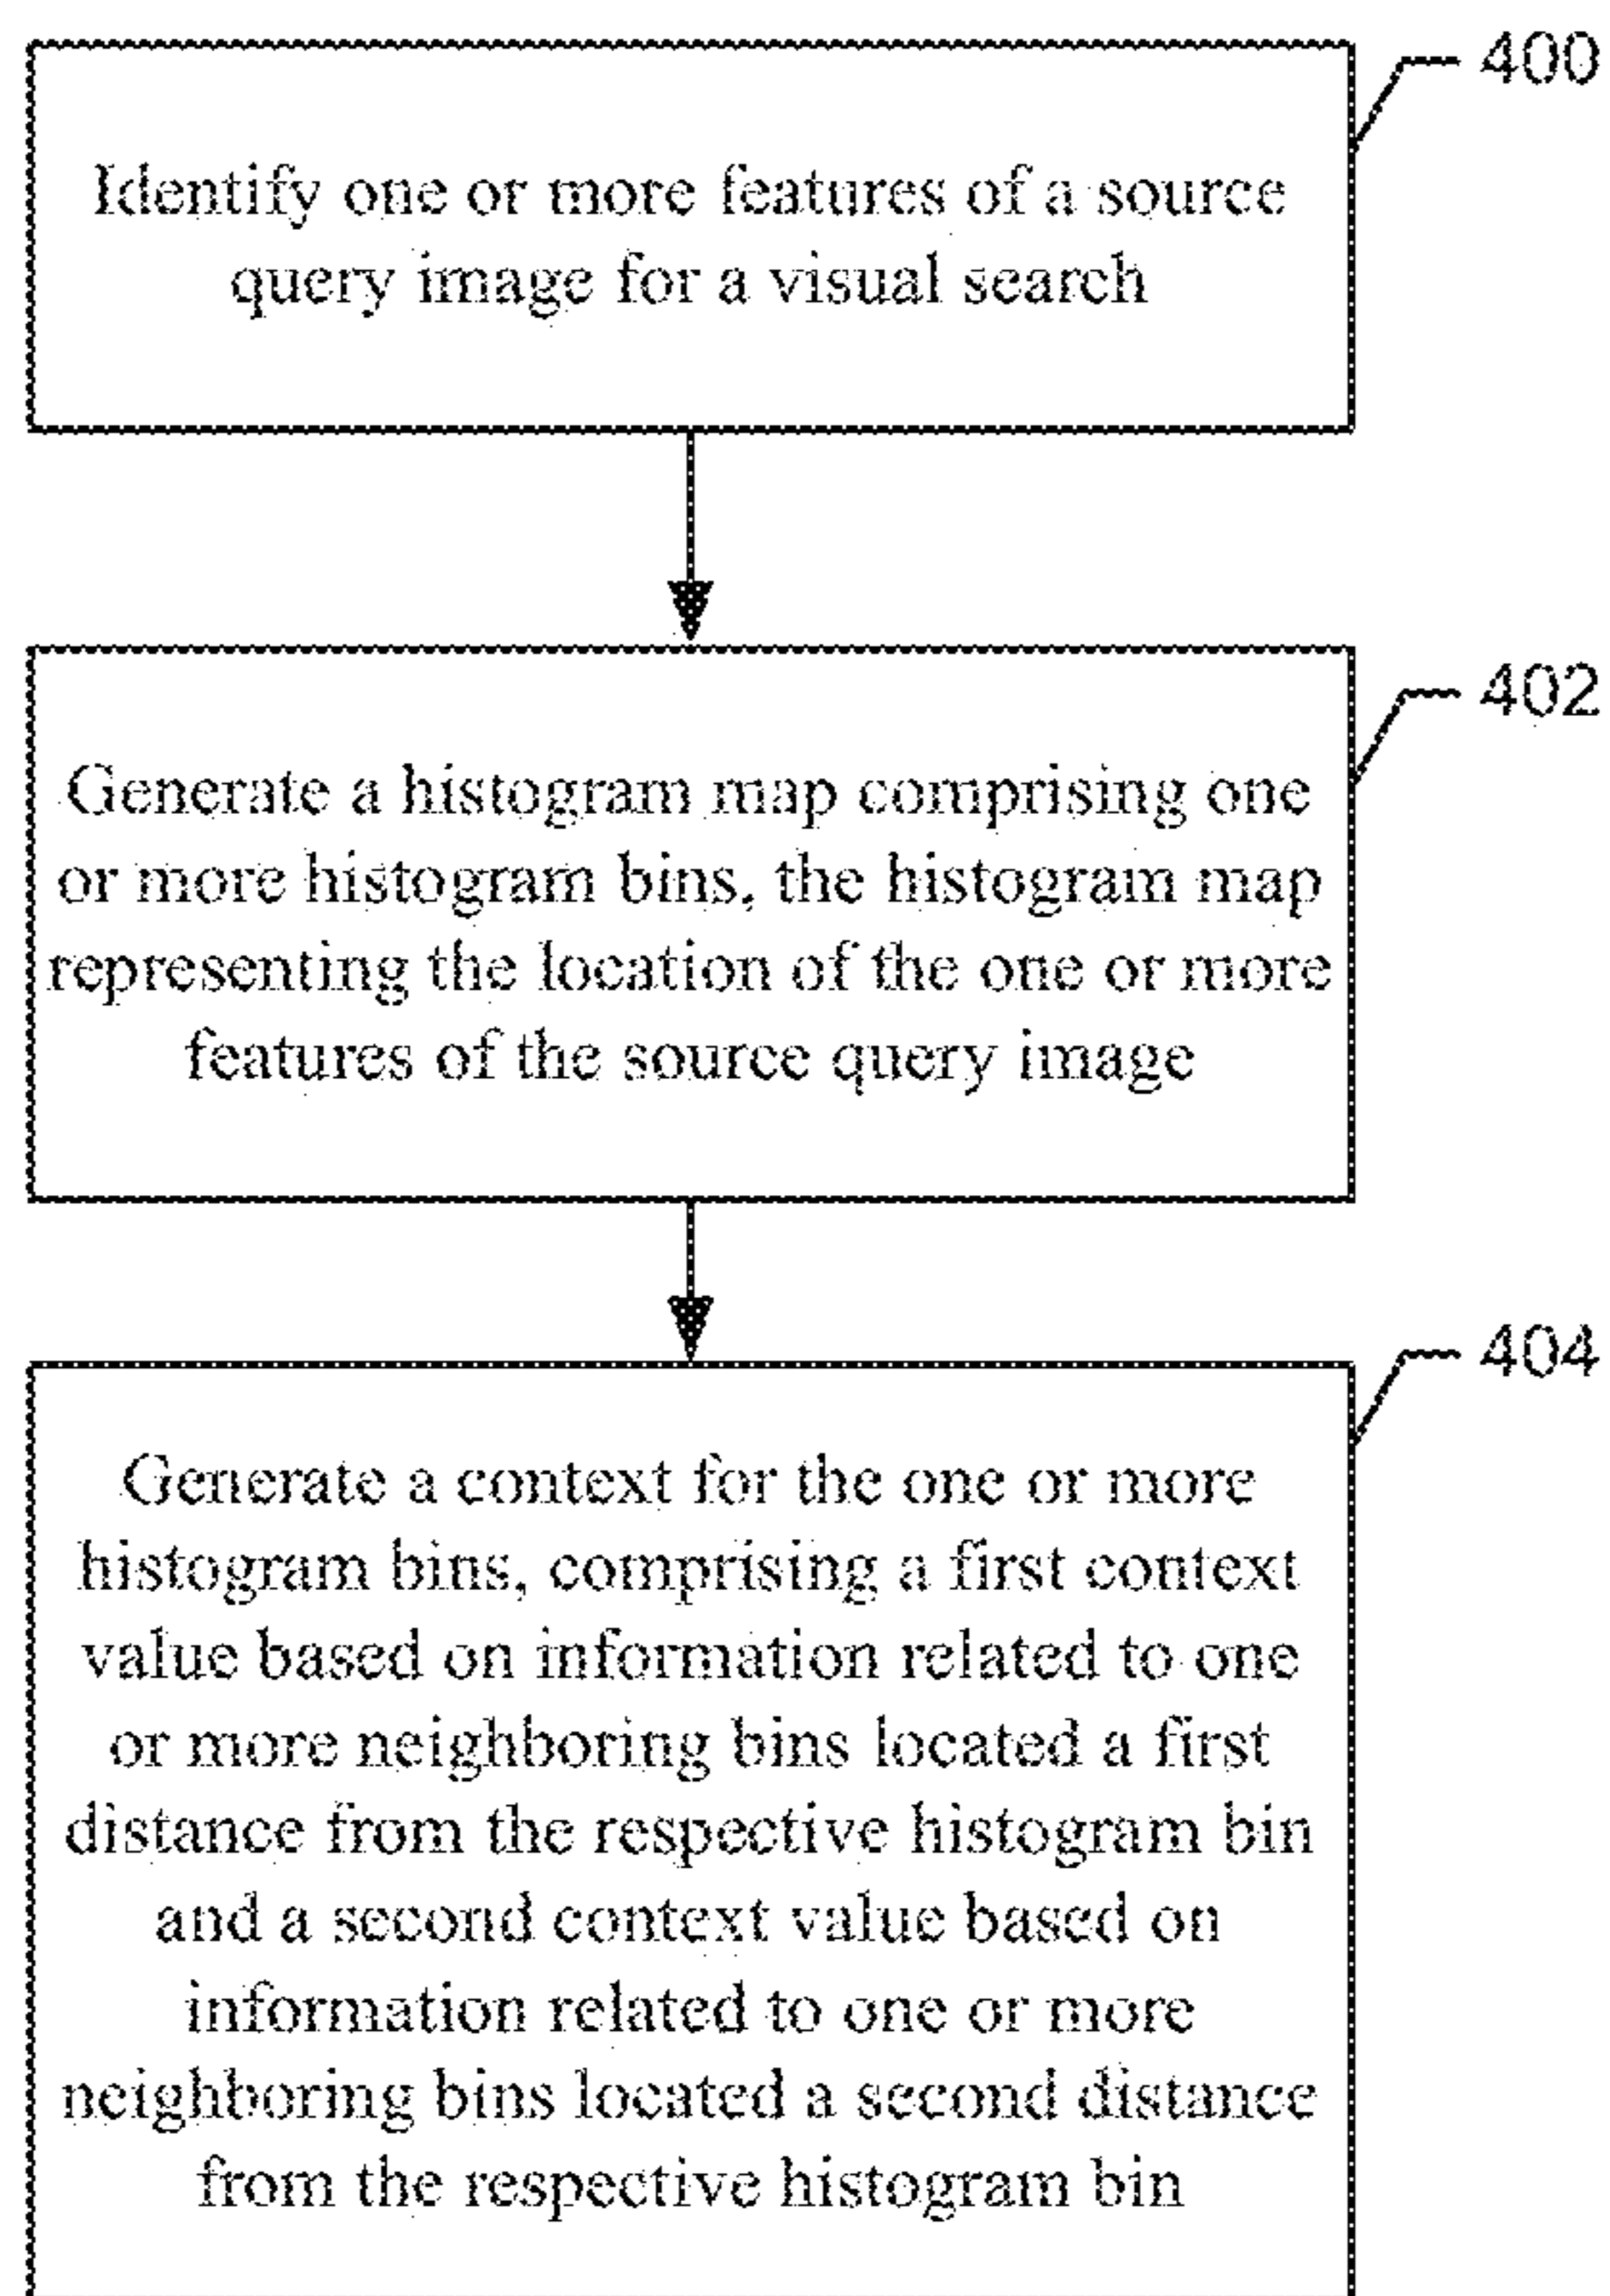 400
Identify one or more features of a source
query image for a visual search
402
Generate a histogram map comprising one
or more histogram bins, the histogram map
representing the location of the one or more
features of the source query image
404
Generate a context for the one or more
histogram bins, comprising a first context
value based on information related to one
or more neighboring bins located a first
distance from the respective histogram bin
and a second context value based on
information related to one or more
neighboring bins located a second distance
from the respective histogram bin